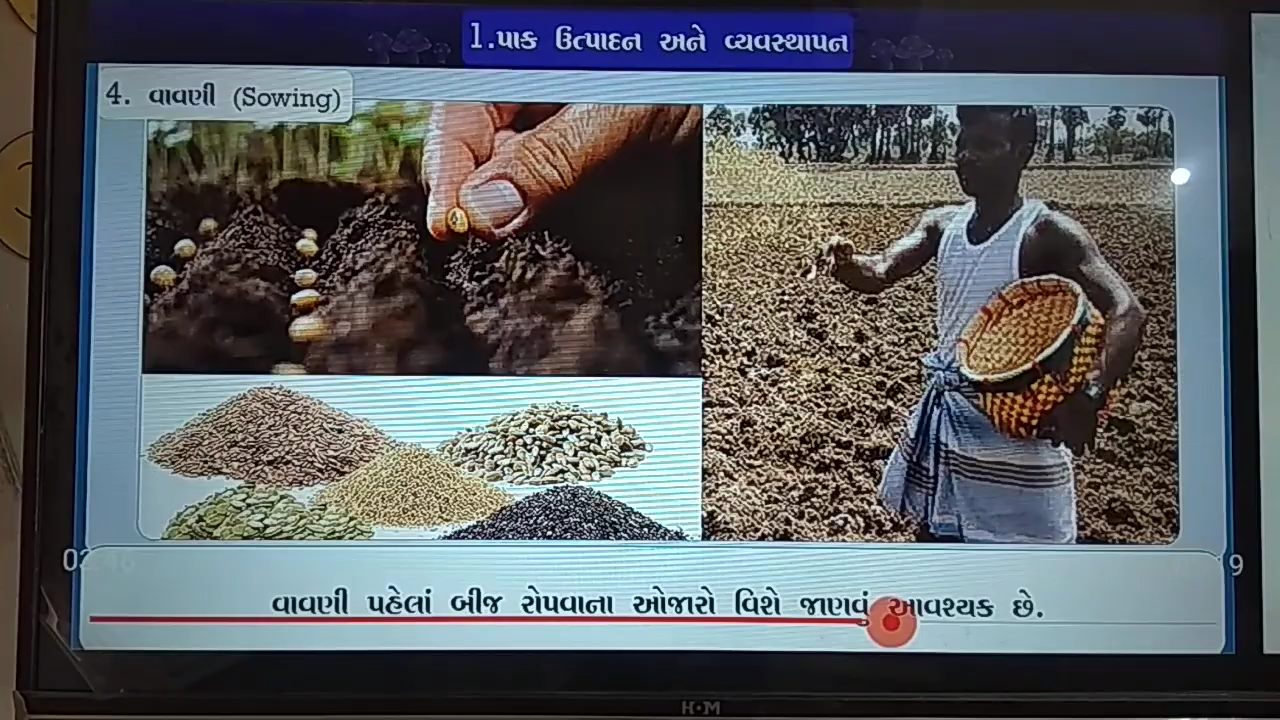 1.પાક ઉત્પાદન અને વ્યવસ્થાપન
4. વાવણી (Sowing)
વાવણી પહેલાં બીજ રોપવાના ઓજારો વિશે જાણવું આવશ્યક છે.
H•M